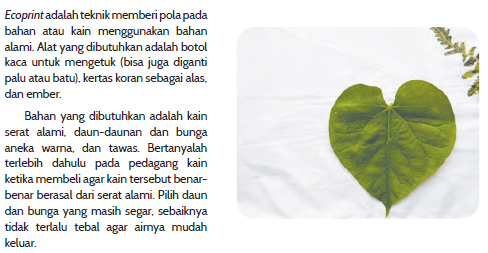 Ecoprint adalah teknik memberi pola pada
bahan atau kain menggunakan bahan
alami. Alat yang dibutuhkan adalah botol
kaca untuk mengetuk (bisa juga diganti
palu atau batu), kertas koran sebagai alas,
dan ember.
Bahan yang dibutuhkan adalah kain
serat alami, daun-daunan dan bunga
aneka warna, dan tawas. Bertanyalah
terlebih dahulu pada pedagang kain
ketika membeli agar kain tersebut benar-
benar berasal dari serat alami. Pilih daun
dan bunga yang masih segar, sebaiknya
tidak terlalu tebal agar airnya mudah
keluar.